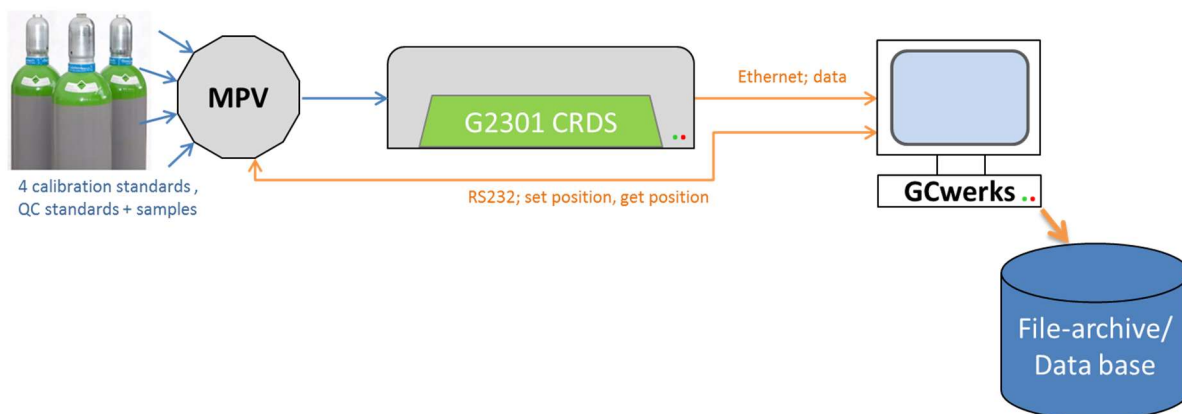 MPV
G2301 CRDS
Ethernet; data
4 calibration standards ,
QC standards + samples
RS232; set position, get position
GCwerks
File-archive/
Data base